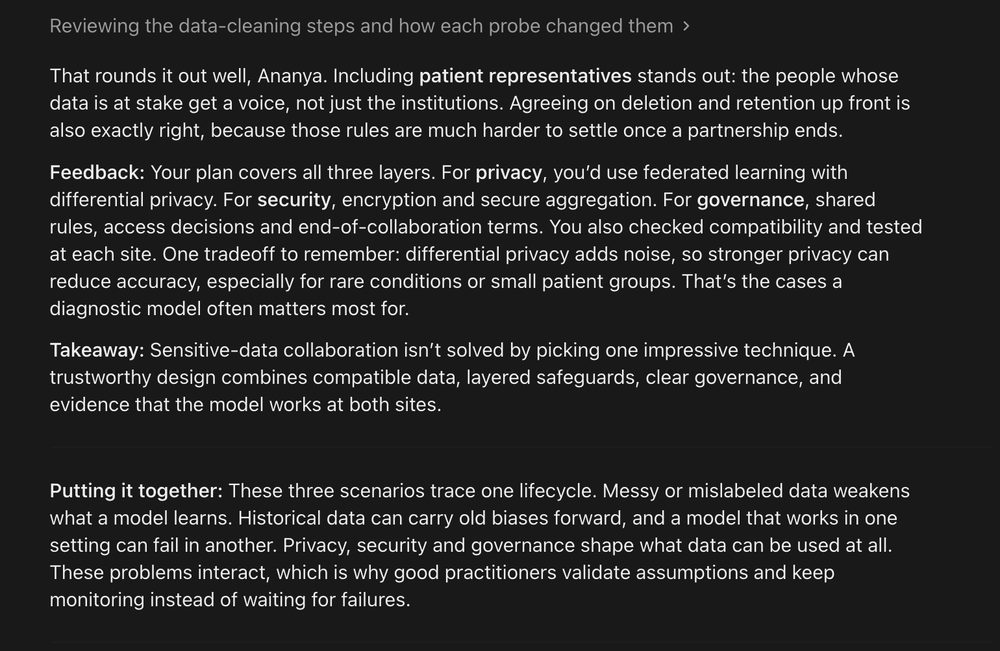 Reviewing the data-cleaning steps and how each probe changed them >
That rounds it out well, Ananya. Including patient representatives stands out: the people whose
data is at stake get a voice, not just the institutions. Agreeing on deletion and retention up front is
also exactly right, because those rules are much harder to settle once a partnership ends.
Feedback: Your plan covers all three layers. For privacy, you’d use federated learning with
differential privacy. For security, encryption and secure aggregation. For governance, shared
rules, access decisions and end-of-collaboration terms. You also checked compatibility and tested
at each site. One tradeoff to remember: differential privacy adds noise, so stronger privacy can
reduce accuracy, especially for rare conditions or small patient groups. That’s the cases a
diagnostic model often matters most for.
Takeaway: Sensitive-data collaboration isn’t solved by picking one impressive technique. A
trustworthy design combines compatible data, layered safeguards, clear governance, and
evidence that the model works at both sites.
Putting it together: These three scenarios trace one lifecycle. Messy or mislabeled data weakens
what a model learns. Historical data can carry old biases forward, and a model that works in one
setting can fail in another. Privacy, security and governance shape what data can be used at all.
These problems interact, which is why good practitioners validate assumptions and keep
monitoring instead of waiting for failures.